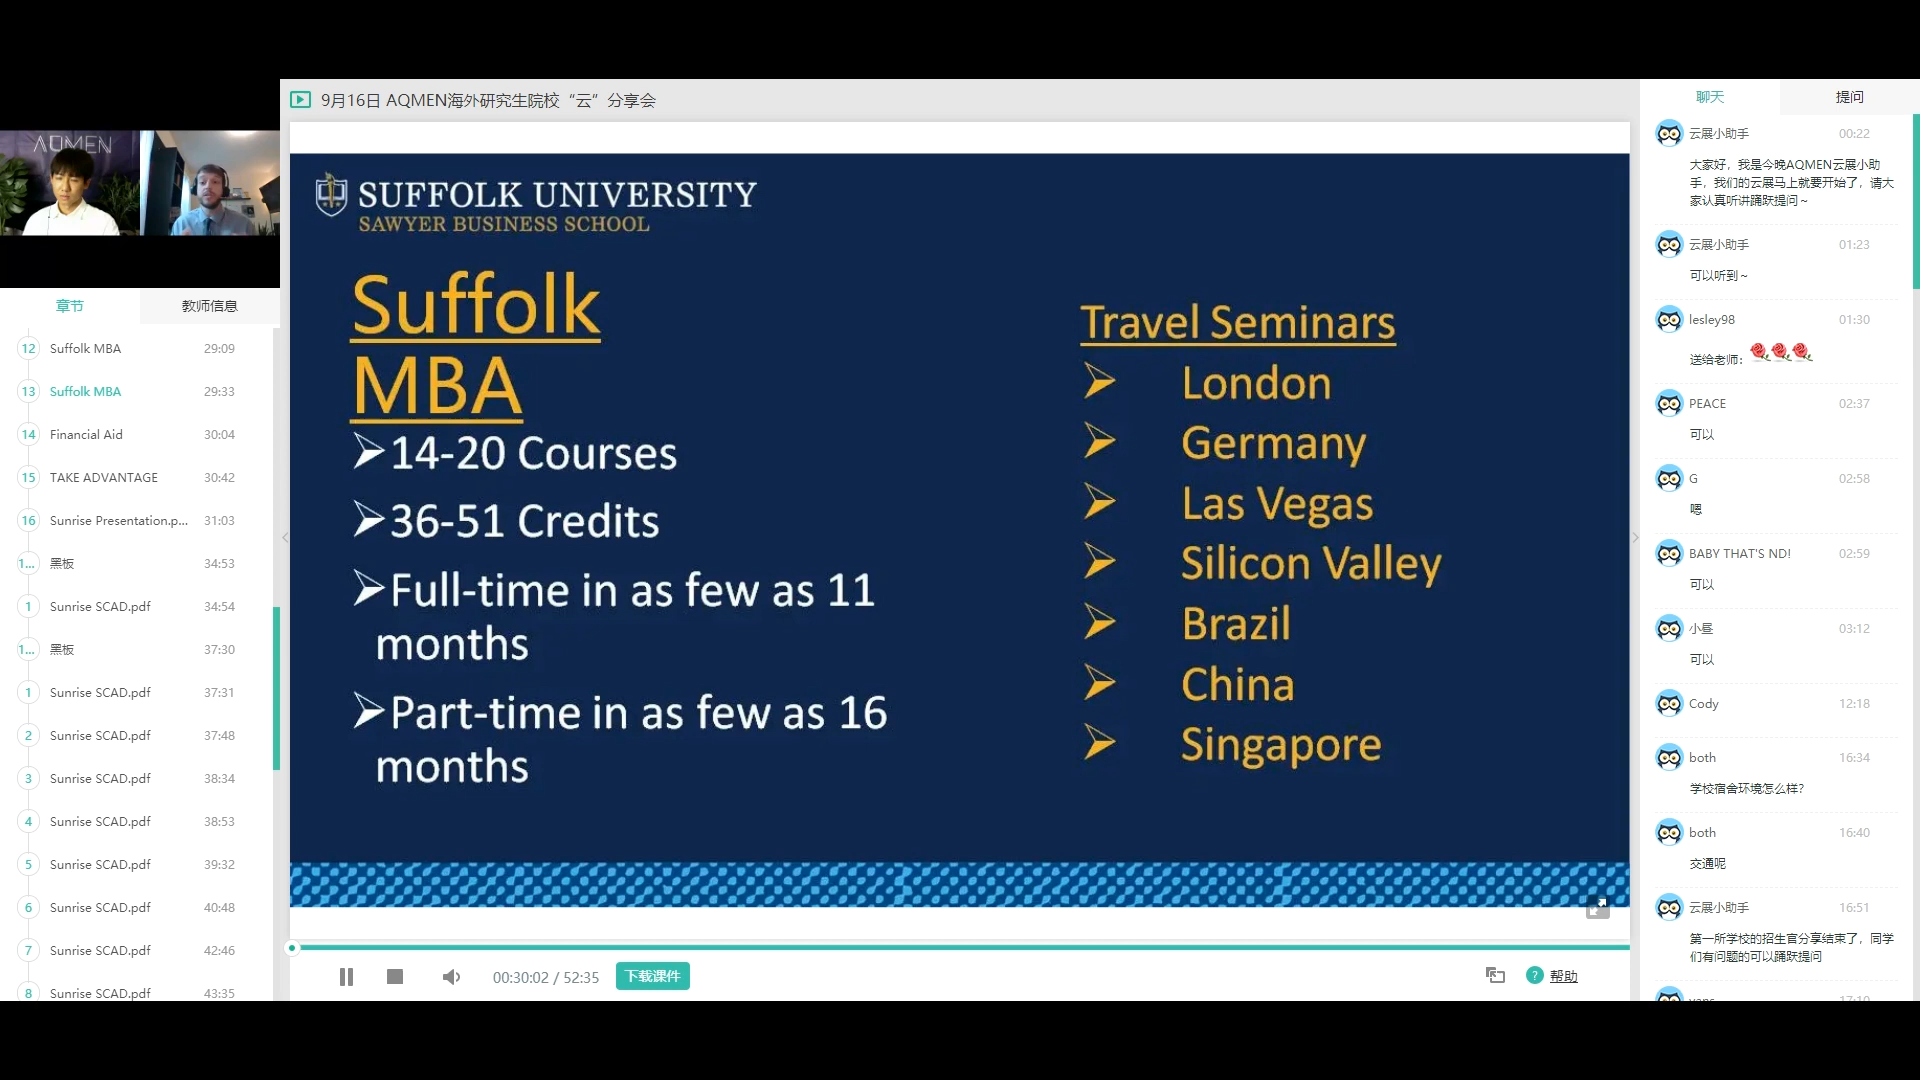 9月16日 AQMEN海外研究生院校“云”分享会
AQMEN
章节
教师信息
12 Suffolk MBA 29:09
13 Suffolk MBA 29:33
14 Financial Aid 30:04
15 TAKE ADVANTAGE 30:42
16 Sunrise Presentation.p... 31:03
1... 黑板 34:53
1 Sunrise SCAD.pdf 34:54
1... 黑板 37:30
1 Sunrise SCAD.pdf 37:31
2 Sunrise SCAD.pdf 37:48
3 Sunrise SCAD.pdf 38:34
4 Sunrise SCAD.pdf 38:53
5 Sunrise SCAD.pdf 39:32
6 Sunrise SCAD.pdf 40:48
7 Sunrise SCAD.pdf 42:46
8 Sunrise SCAD.pdf 43:35
SUFFOLK UNIVERSITY
SAWYER BUSINESS SCHOOL
Suffolk
MBA
➢14-20 Courses
➢36-51 Credits
➢Full-time in as few as 11
months
➢Part-time in as few as 16
months
Travel Seminars
➢ London
➢ Germany
➢ Las Vegas
➢ Silicon Valley
➢ Brazil
➢ China
➢ Singapore
00:30:02 / 52:35
下载课件
? 帮助
聊天
提问
云展小助手 00:22
大家好，我是今晚AQMEN云展小助
手，我们的云展马上就要开始了，请大
家认真听讲踊跃提问～
云展小助手 01:23
可以听到～
lesley98 01:30
送给老师：
PEACE 02:37
可以
G 02:58
嗯
BABY THAT'S ND! 02:59
可以
小昼 03:12
可以
Cody 12:18
both 16:34
学校宿舍环境怎么样?
both 16:40
交通呢
云展小助手 16:51
第一所学校的招生官分享结束了，同学
们有问题的可以踊跃提问
17:10